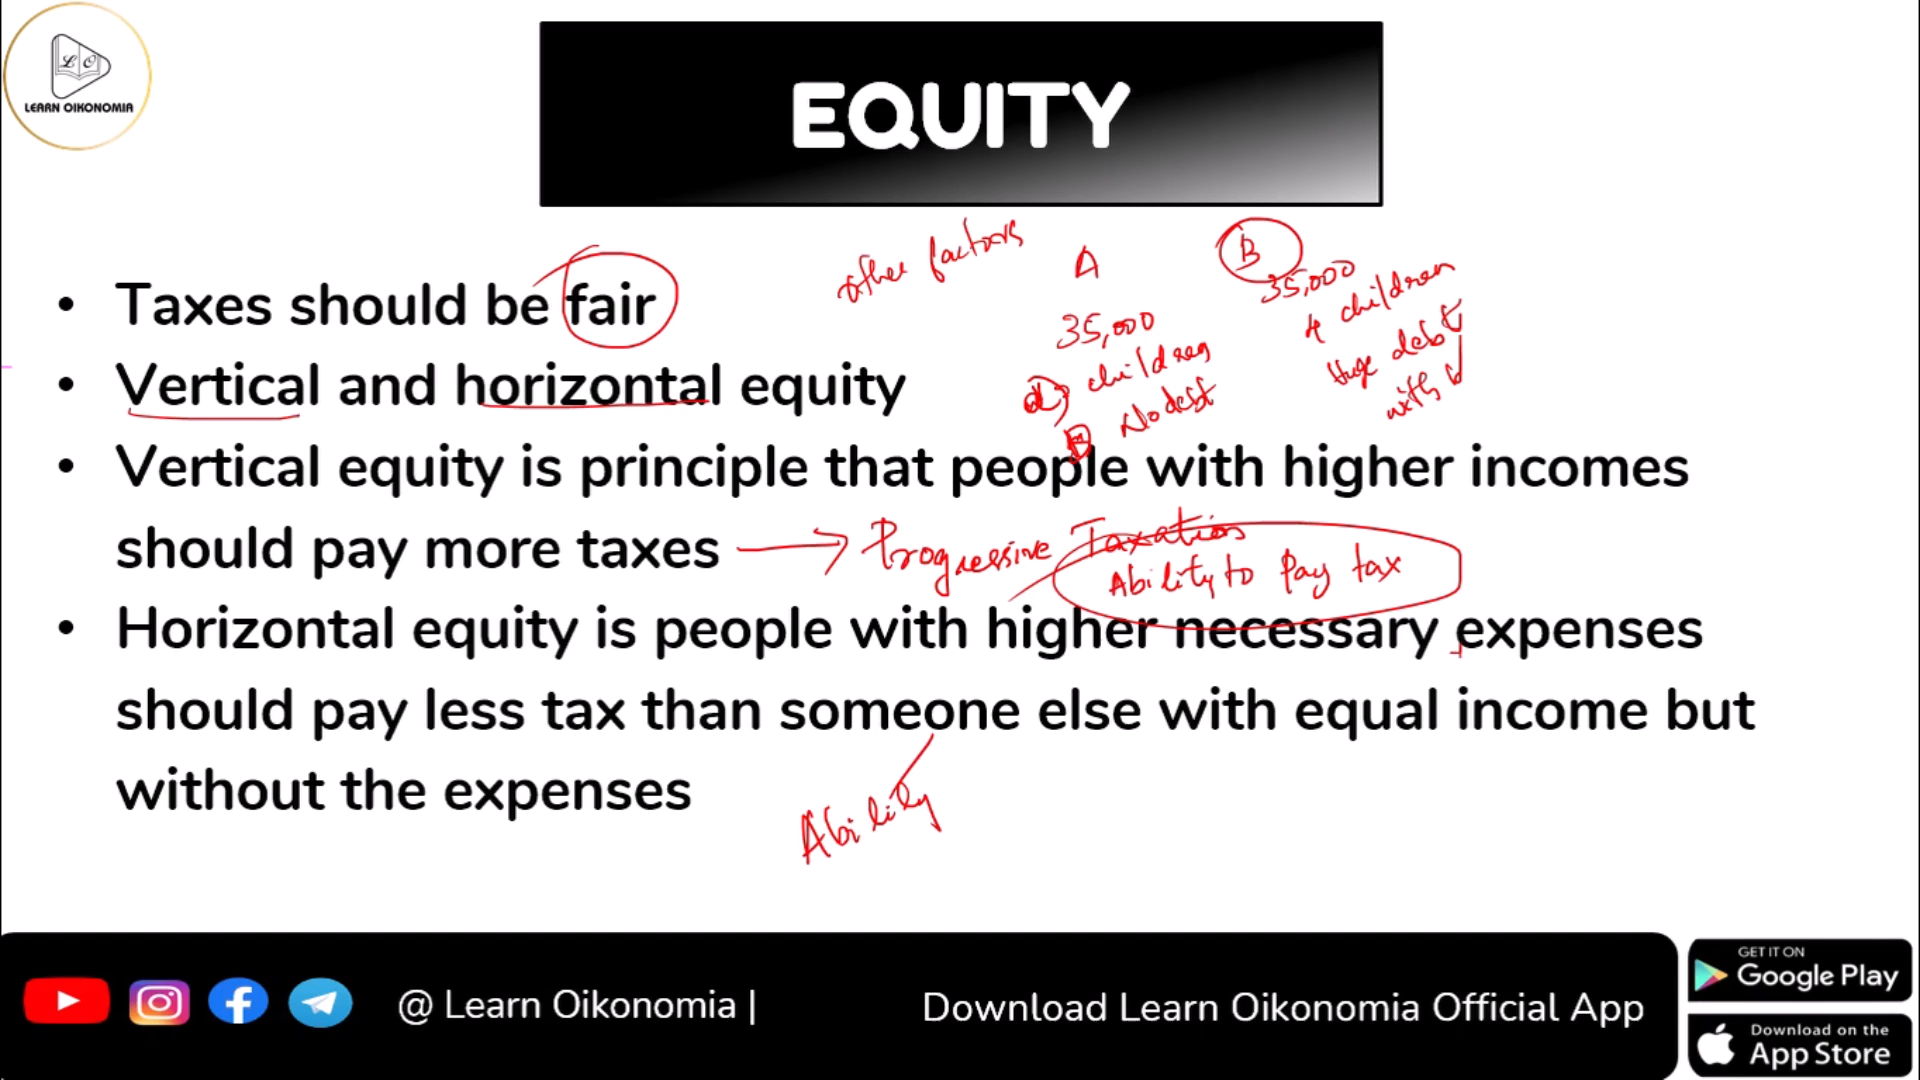 LO
LEARN OIKONOMIA
EQUITY
other factors
A
B
35,000
4 children
Huge debt
with
35,000
children
No debt
• Taxes should be fair
• Vertical and horizontal equity
• Vertical equity is principle that people with higher incomes
should pay more taxes → Progressive Taxation
Ability to pay tax
• Horizontal equity is people with higher necessary expenses
should pay less tax than someone else with equal income but
without the expenses
Ability
@ Learn Oikonomia |
Download Learn Oikonomia Official App
GET IT ON
Google Play
Download on the
App Store